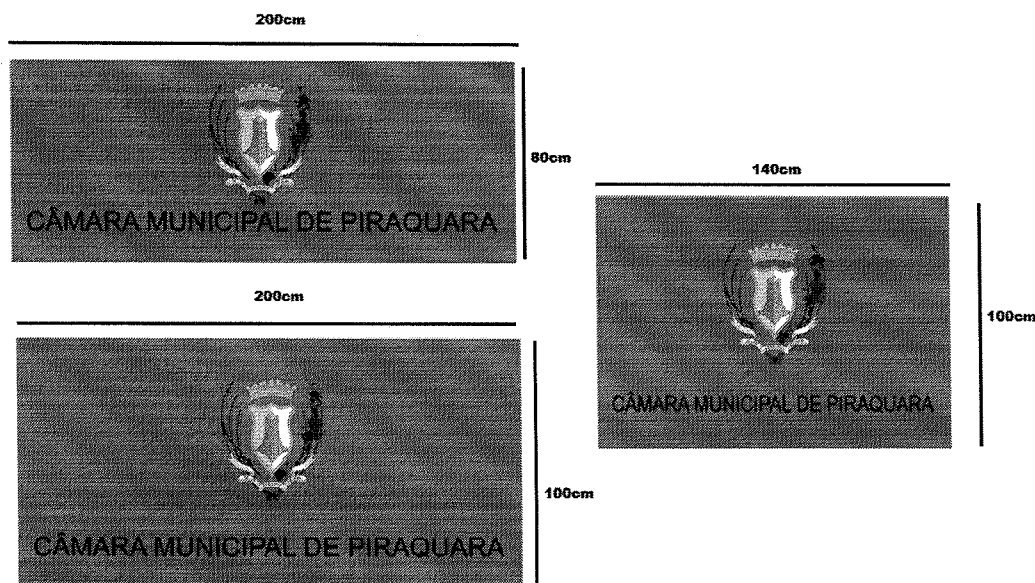 200cm
80cm
CÂMARA MUNICIPAL DE PIRAQUARA
140cm
100cm
CÂMARA MUNICIPAL DE PIRAQUARA
200cm
100cm
CÂMARA MUNICIPAL DE PIRAQUARA